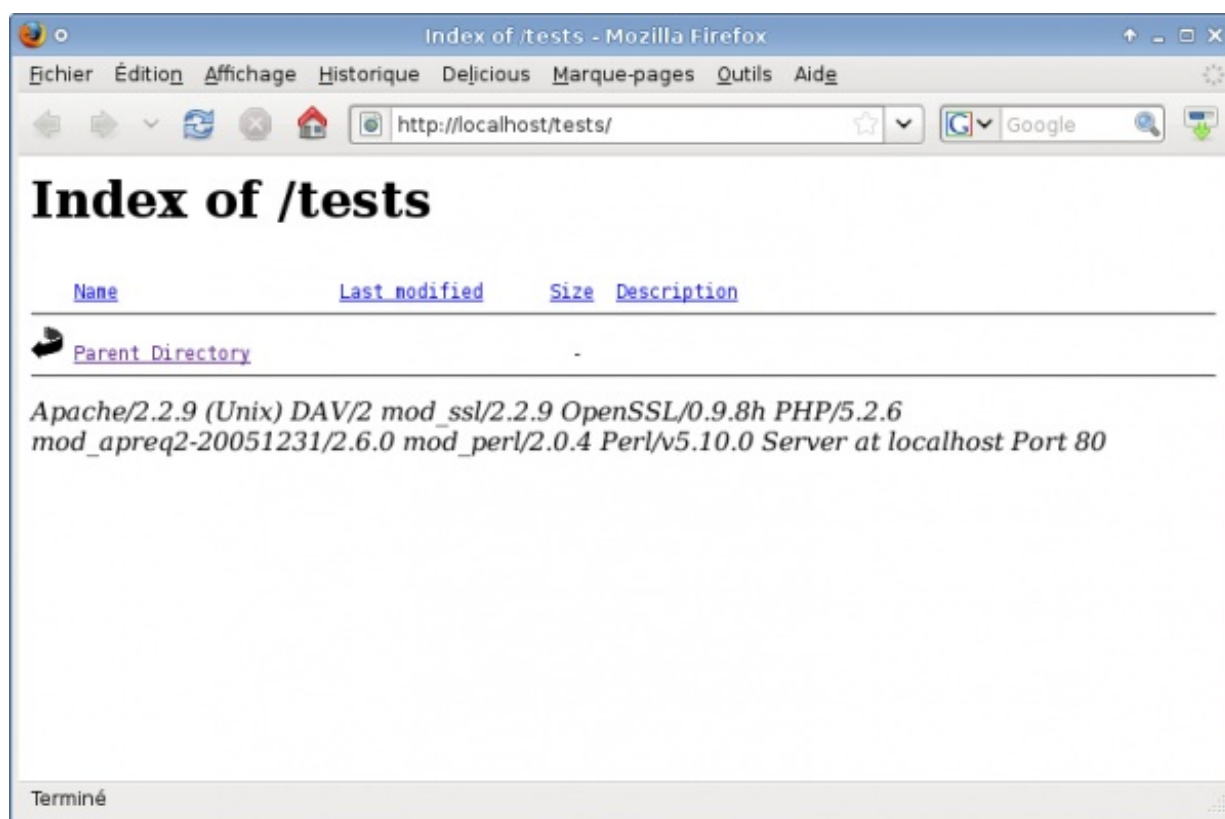 Index of /tests - Mozilla Firefox
Fichier Édition Affichage Historique Delicious Marque-pages Outils Aide
http://localhost/tests/ Google
Index of /tests
Name Last modified Size Description
Parent Directory -
Apache/2.2.9 (Unix) DAV/2 mod_ssl/2.2.9 OpenSSL/0.9.8h PHP/5.2.6
mod_apreq2-20051231/2.6.0 mod_perl/2.0.4 Perl/v5.10.0 Server at localhost Port 80
Terminé